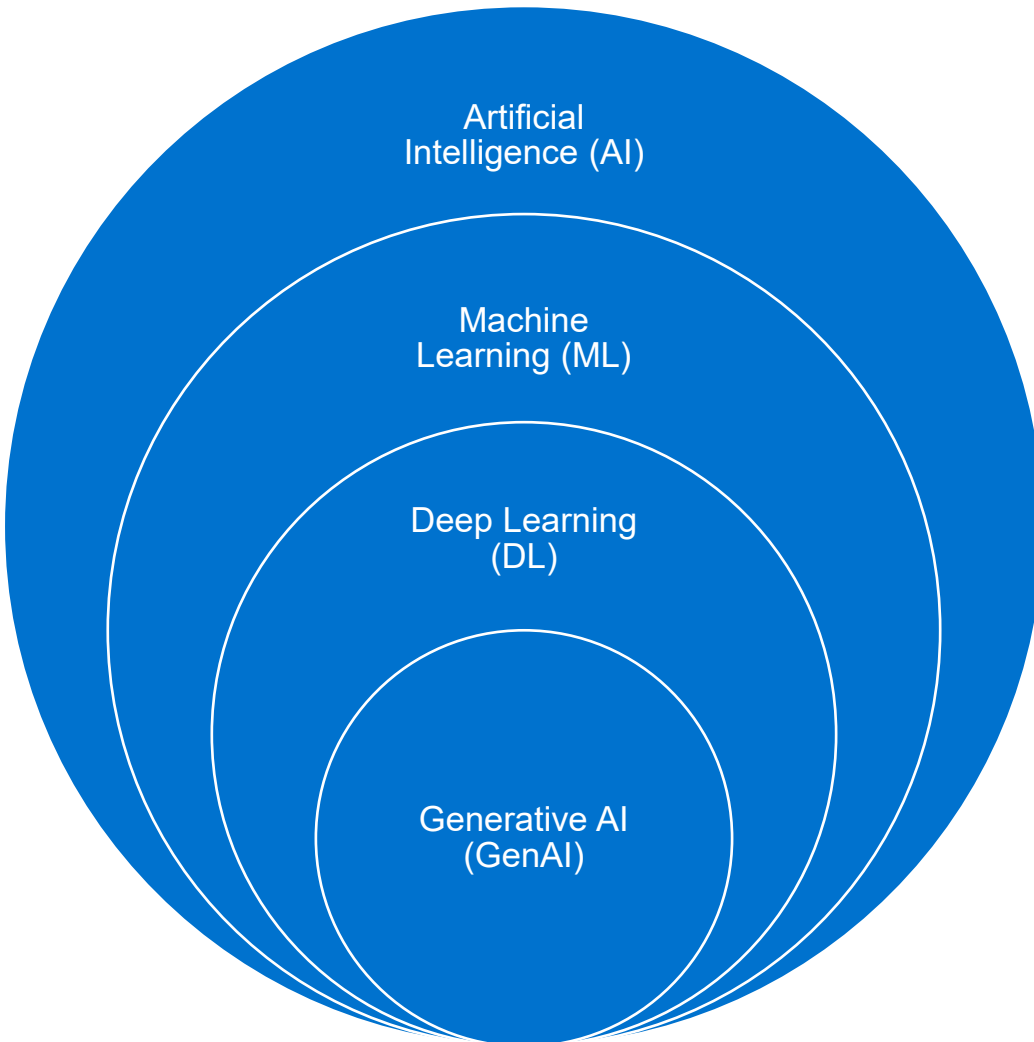 Artificial
Intelligence (AI)
Machine
Learning (ML)
Deep Learning
(DL)
Generative AI
(GenAI)